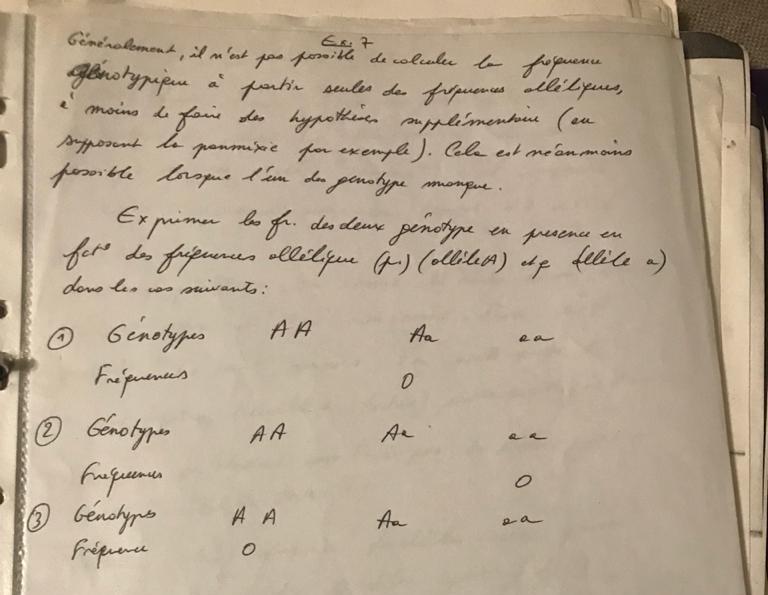 Ex. 7
Généralement, il n'est pas possible de calculer la fréquence
génotypique à partir seules des fréquences alléliques,
à moins de faire des hypothèses supplémentaire (en
supposant la panmixie par exemple). Cela est néanmoins
possible lorsque l'un des genotype manque.
Exprimer les fr. des deux génotype en presence en
fct° des fréquences allélique (p.) (allèle A) et q (allèle a)
dans les cas suivants:
① Génotypes AA Aa aa
Fréquences 0
② Génotypes AA Aa aa
Fréquences 0
③ Génotypes A A Aa aa
Fréquence 0